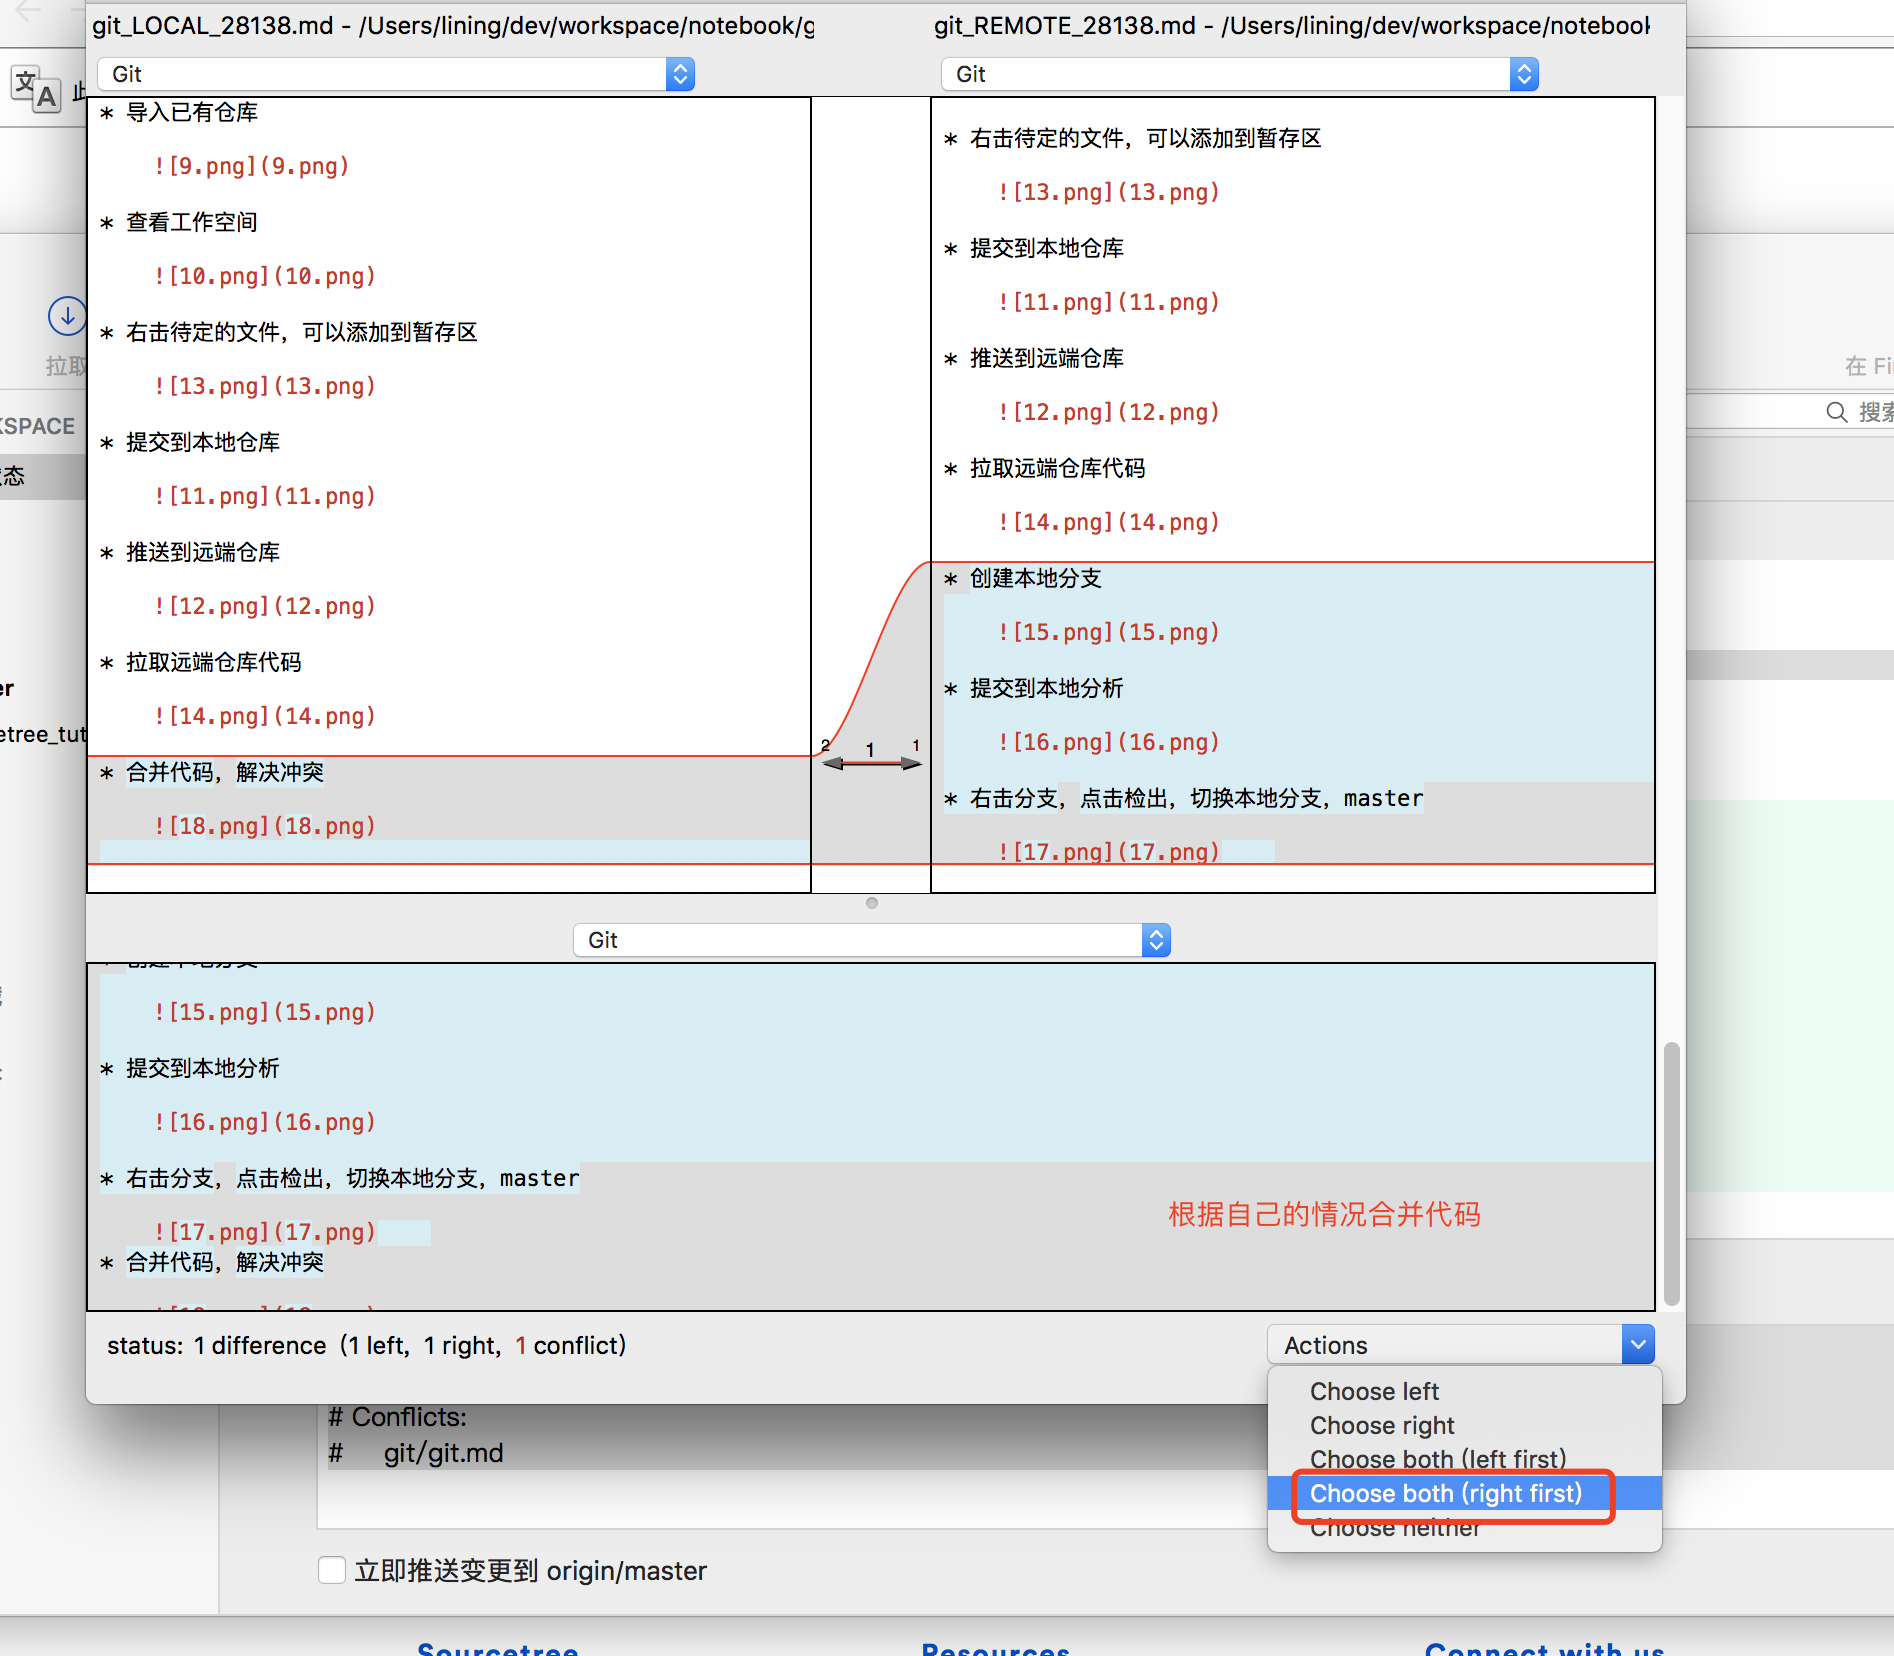 git_LOCAL_28138.md - /Users/lining/dev/workspace/notebook/g
git_REMOTE_28138.md - /Users/lining/dev/workspace/notebook
Git
Git
* 导入已有仓库
![9.png](9.png)
* 查看工作空间
![10.png](10.png)
* 右击待定的文件，可以添加到暂存区
![13.png](13.png)
* 提交到本地仓库
![11.png](11.png)
* 推送到远端仓库
![12.png](12.png)
* 拉取远端仓库代码
![14.png](14.png)
* 合并代码，解决冲突
![18.png](18.png)
2 1 1
* 右击待定的文件，可以添加到暂存区
![13.png](13.png)
* 提交到本地仓库
![11.png](11.png)
* 推送到远端仓库
![12.png](12.png)
* 拉取远端仓库代码
![14.png](14.png)
* 创建本地分支
![15.png](15.png)
* 提交到本地分析
![16.png](16.png)
* 右击分支，点击检出，切换本地分支，master
![17.png](17.png)
Git
![15.png](15.png)
* 提交到本地分析
![16.png](16.png)
* 右击分支，点击检出，切换本地分支，master
![17.png](17.png)
* 合并代码，解决冲突
根据自己的情况合并代码
status: 1 difference (1 left, 1 right, 1 conflict)
Actions
Choose left
Choose right
Choose both (left first)
Choose both (right first)
Choose neither
文A 此
拉取
KSPACE
态
er
etree_tut
在 Fi
搜索
# Conflicts:
# git/git.md
立即推送变更到 origin/master
Sourcetree
Resources
Connect with us